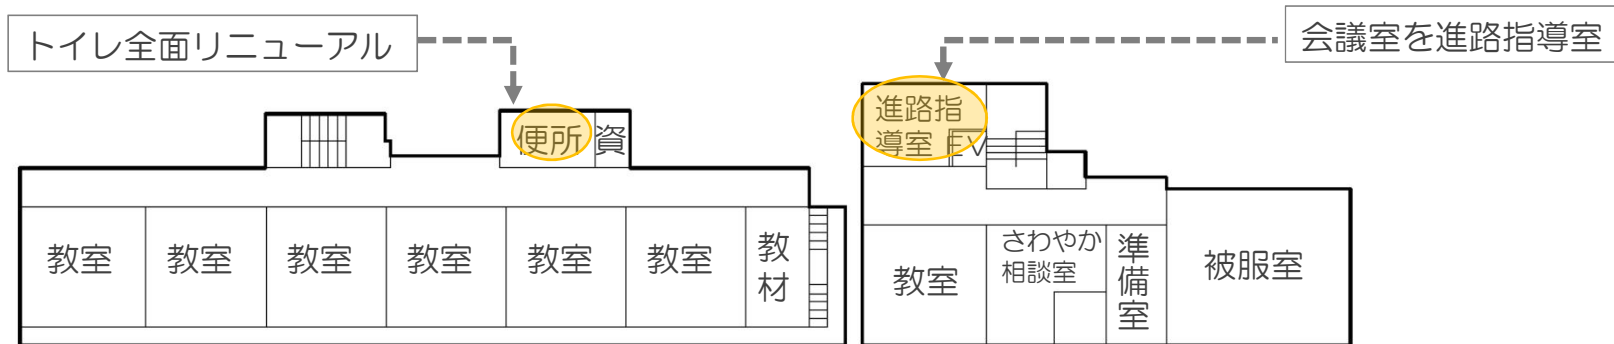 トイレ全面リニューアル
会議室を進路指導室
便所
資
進路指
導室 EV
教室
教室
教室
教室
教室
教室
教材
教室
さわやか
相談室
準備室
被服室